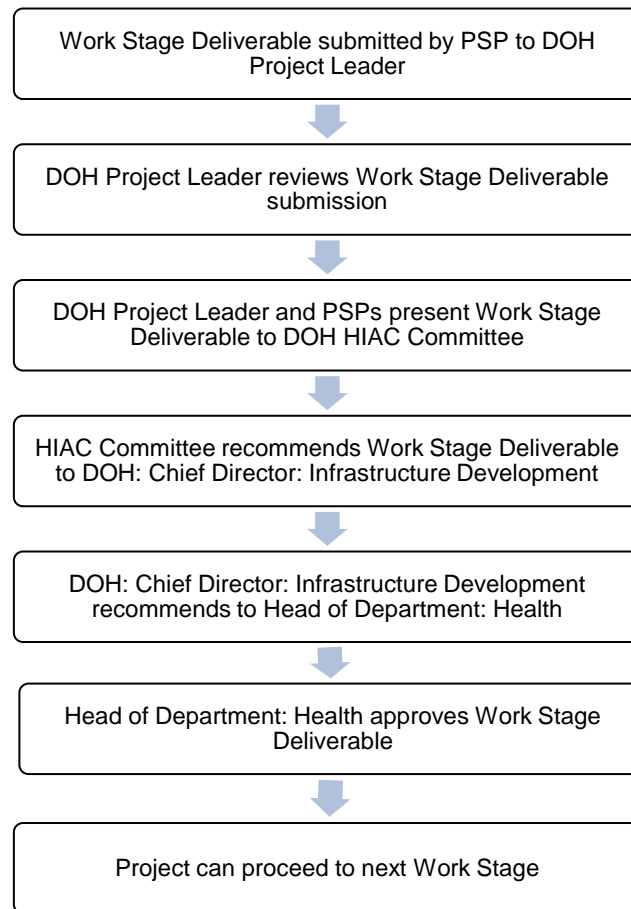 Work Stage Deliverable submitted by PSP to DOH
Project Leader
DOH Project Leader reviews Work Stage Deliverable
submission
DOH Project Leader and PSPs present Work Stage
Deliverable to DOH HIAC Committee
HIAC Committee recommends Work Stage Deliverable
to DOH: Chief Director: Infrastructure Development
DOH: Chief Director: Infrastructure Development
recommends to Head of Department: Health
Head of Department: Health approves Work Stage
Deliverable
Project can proceed to next Work Stage